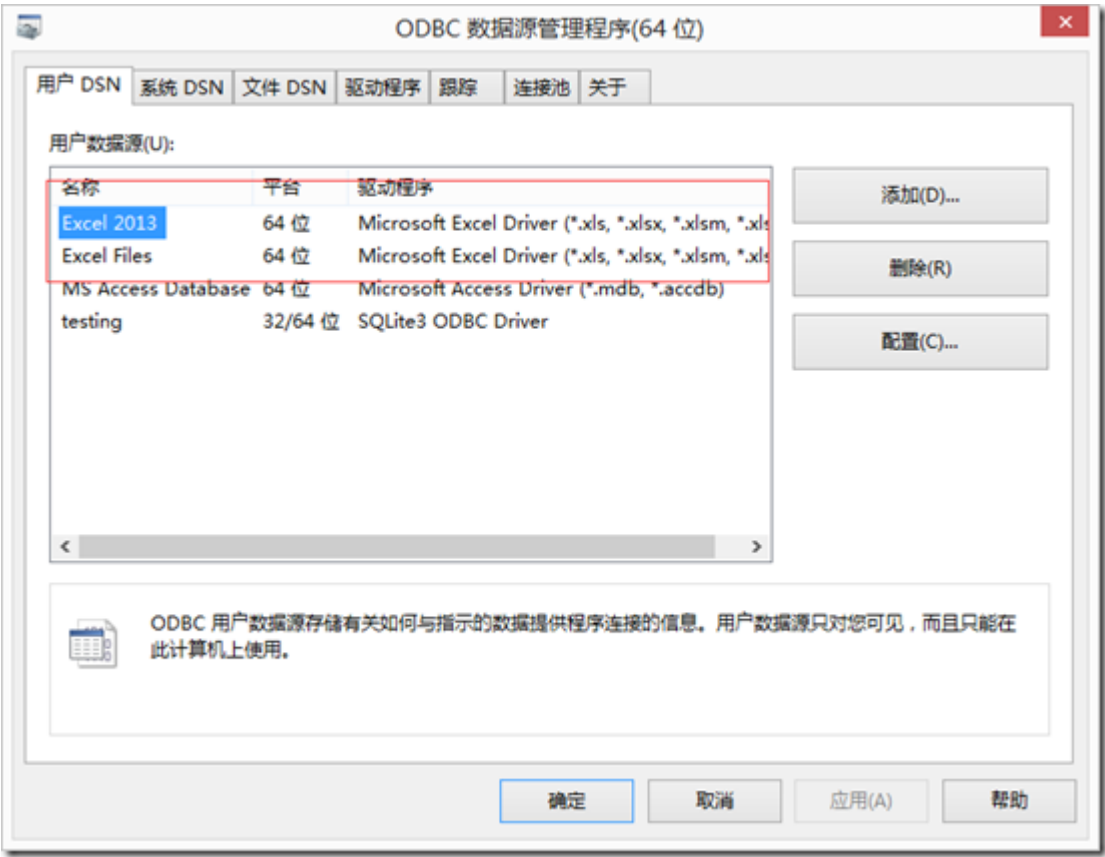 ODBC 数据源管理程序(64 位)
用户 DSN 系统 DSN 文件 DSN 驱动程序 跟踪 连接池 关于
用户数据源(U):
名称 平台 驱动程序
Excel 2013 64 位 Microsoft Excel Driver (*.xls, *.xlsx, *.xlsm, *.xls
Excel Files 64 位 Microsoft Excel Driver (*.xls, *.xlsx, *.xlsm, *.xls
MS Access Database 64 位 Microsoft Access Driver (*.mdb, *.accdb)
testing 32/64 位 SQLite3 ODBC Driver
添加(D)...
删除(R)
配置(C)...
ODBC 用户数据源存储有关如何与指示的数据提供程序连接的信息。用户数据源只对您可见，而且只能在
此计算机上使用。
确定 取消 应用(A) 帮助